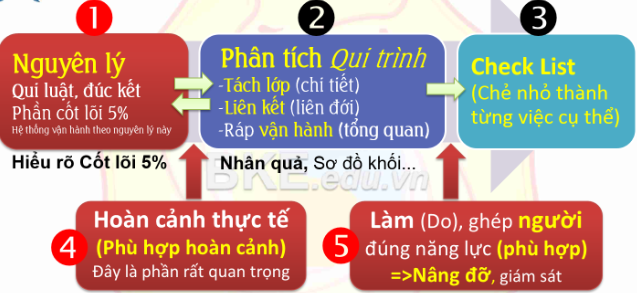 1
Nguyên lý
Qui luật, đúc kết
Phần cốt lõi 5%
Hệ thống vận hành theo nguyên lý này
Hiểu rõ Cốt lõi 5%
2
Phân tích Qui trình
-Tách lớp (chi tiết)
-Liên kết (liên đới)
-Ráp vận hành (tổng quan)
Nhân quả, Sơ đồ khối...
3
Check List
(Chẻ nhỏ thành
từng việc cụ thể)
BKE.edu.vn
4
Hoàn cảnh thực tế
(Phù hợp hoàn cảnh)
Đây là phần rất quan trọng
5
Làm (Do), ghép người
đúng năng lực (phù hợp)
=>Nâng đỡ, giám sát